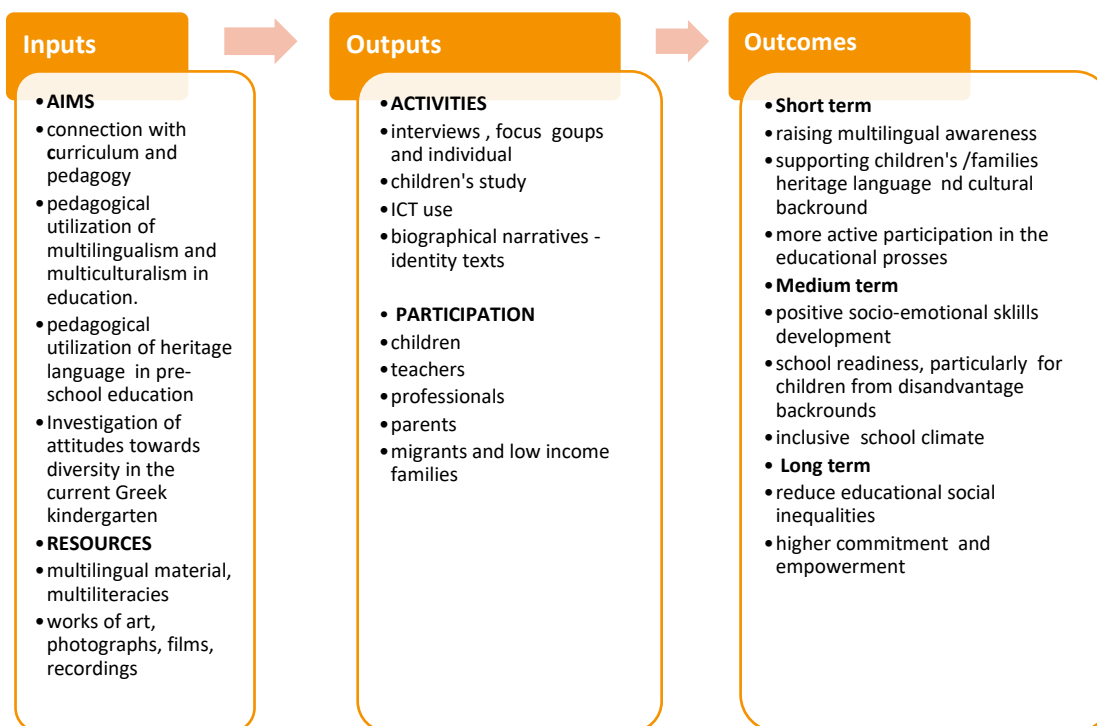 Inputs
• AIMS
• connection with
curriculum and
pedagogy
• pedagogical
utilization of
multilingualism and
multiculturalism in
education.
• pedagogical
utilization of heritage
language in pre-
school education
• Investigation of
attitudes towards
diversity in the
current Greek
kindergarten
• RESOURCES
• multilingual material,
multiliteracies
• works of art,
photographs, films,
recordings
Outputs
• ACTIVITIES
• interviews , focus goups
and individual
• children's study
• ICT use
• biographical narratives -
identity texts
• PARTICIPATION
• children
• teachers
• professionals
• parents
• migrants and low income
families
Outcomes
• Short term
• raising multilingual awareness
• supporting children's /families
heritage language nd cultural
backround
• more active participation in the
educational prosses
• Medium term
• positive socio-emotional sklills
development
• school readiness, particularly for
children from disandvantage
backrounds
• inclusive school climate
• Long term
• reduce educational social
inequalities
• higher commitment and
empowerment